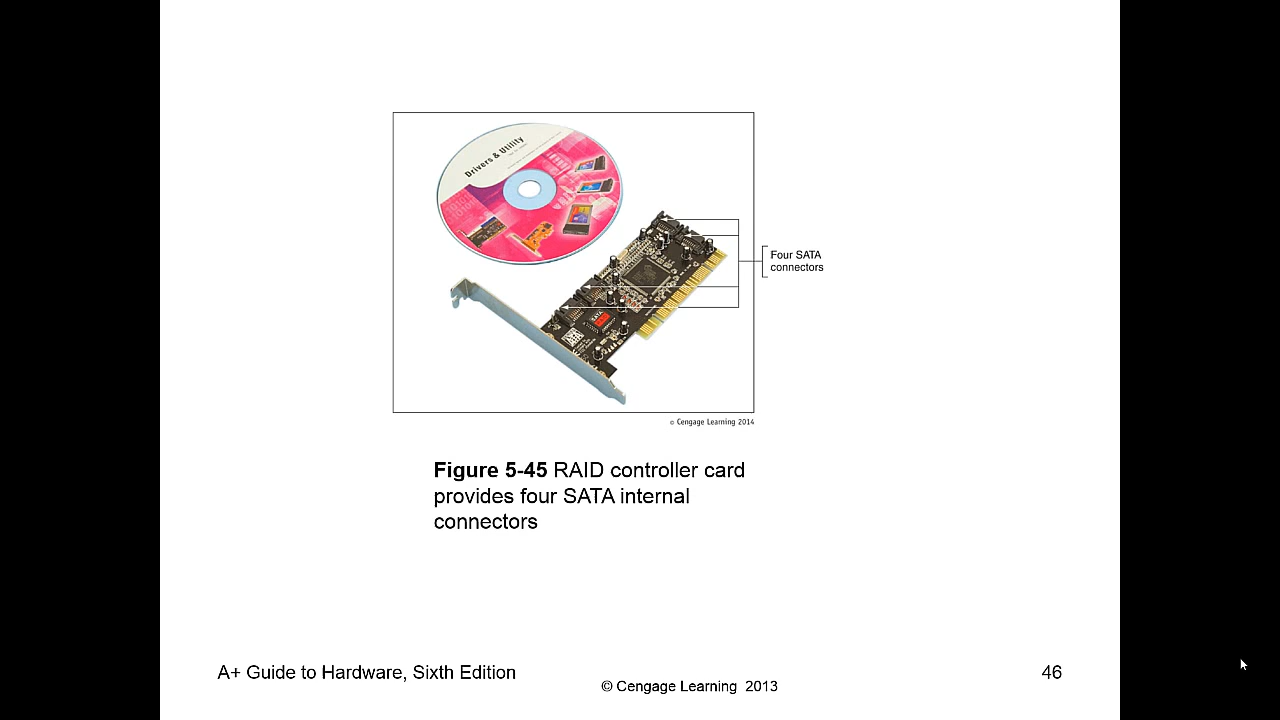 Drivers & Utility
Four SATA
connectors
SATA
© Cengage Learning 2014
Figure 5-45 RAID controller card
provides four SATA internal
connectors
A+ Guide to Hardware, Sixth Edition
© Cengage Learning 2013
46